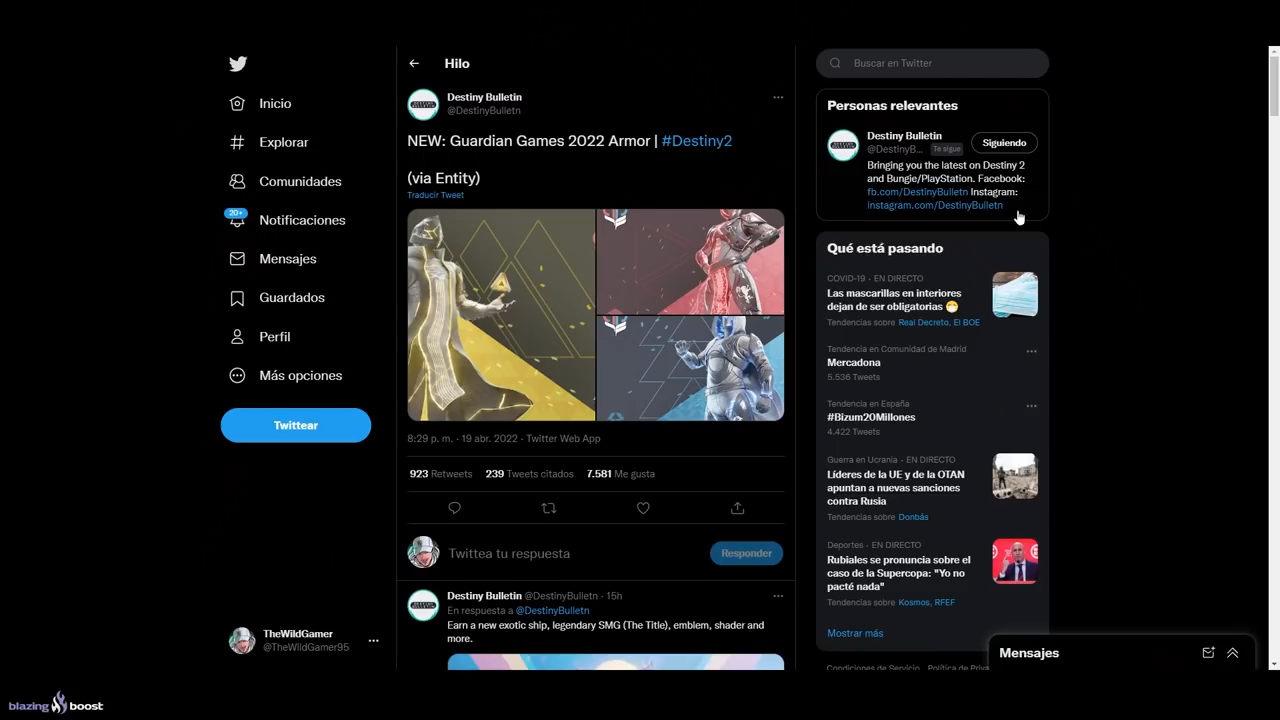 Inicio
Explorar
Comunidades
20+
Notificaciones
Mensajes
Guardados
Perfil
Más opciones
Twittear
TheWildGamer
@TheWildGamer95
Hilo
Destiny Bulletin
@DestinyBulletn
NEW: Guardian Games 2022 Armor | #Destiny2
(via Entity)
Traducir Tweet
8:29 p. m. · 19 abr. 2022 · Twitter Web App
923 Retweets 239 Tweets citados 7.581 Me gusta
Twittea tu respuesta
Responder
Destiny Bulletin @DestinyBulletn · 15h
En respuesta a @DestinyBulletn
Earn a new exotic ship, legendary SMG (The Title), emblem, shader and
more.
Buscar en Twitter
Personas relevantes
Destiny Bulletin
@DestinyB... Te sigue
Siguiendo
Bringing you the latest on Destiny 2
and Bungie/PlayStation. Facebook:
fb.com/DestinyBulletn Instagram:
instagram.com/DestinyBulletn
Qué está pasando
COVID-19 · EN DIRECTO
Las mascarillas en interiores
dejan de ser obligatorias 😷
Tendencias sobre Real Decreto, El BOE
Tendencia en Comunidad de Madrid
Mercadona
5.536 Tweets
Tendencia en España
#Bizum20Millones
4.422 Tweets
Guerra en Ucrania · EN DIRECTO
Líderes de la UE y de la OTAN
apuntan a nuevas sanciones
contra Rusia
Tendencias sobre Donbás
Deportes · EN DIRECTO
Rubiales se pronuncia sobre el
caso de la Supercopa: "Yo no
pacté nada"
Tendencias sobre Kosmos, RFEF
Mostrar más
Condiciones de Servicio Política de Priva
Mensajes
blazing boost